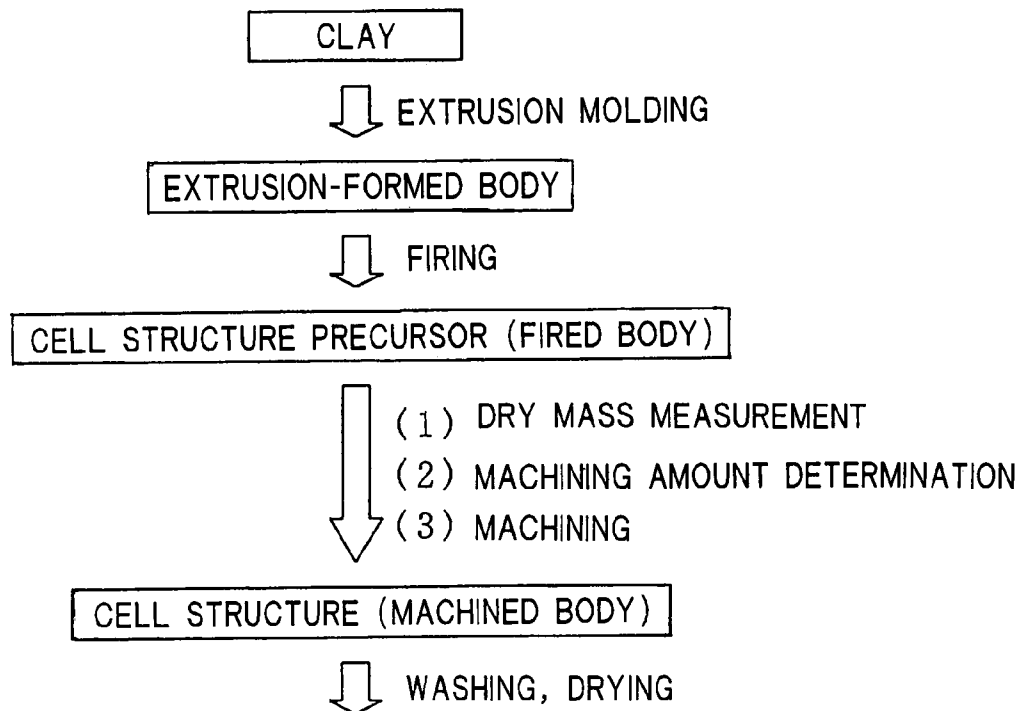 CLAY
EXTRUSION MOLDING
EXTRUSION-FORMED BODY
FIRING
CELL STRUCTURE PRECURSOR (FIRED BODY)
(1) DRY MASS MEASUREMENT
(2) MACHINING AMOUNT DETERMINATION
(3) MACHINING
CELL STRUCTURE (MACHINED BODY)
WASHING, DRYING